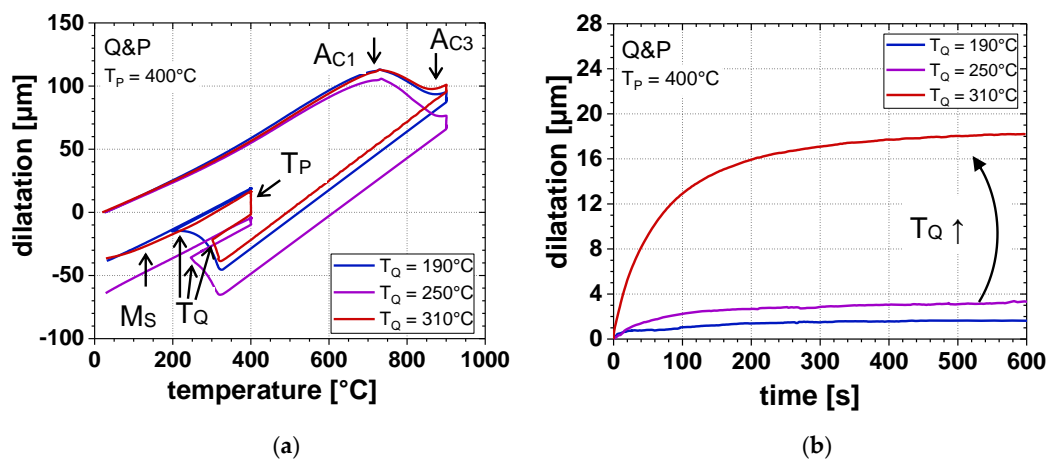 Q&P
T_P = 400°C
A_C1
A_C3
T_P
M_S
T_Q
T_Q = 190°C
T_Q = 250°C
T_Q = 310°C
150
100
50
0
-50
-100
0 200 400 600 800 1000
dilatation [µm]
temperature [°C]
(a)
Q&P
T_P = 400°C
T_Q = 190°C
T_Q = 250°C
T_Q = 310°C
T_Q ↑
28
24
20
16
12
8
4
0
0 100 200 300 400 500 600
dilatation [µm]
time [s]
(b)